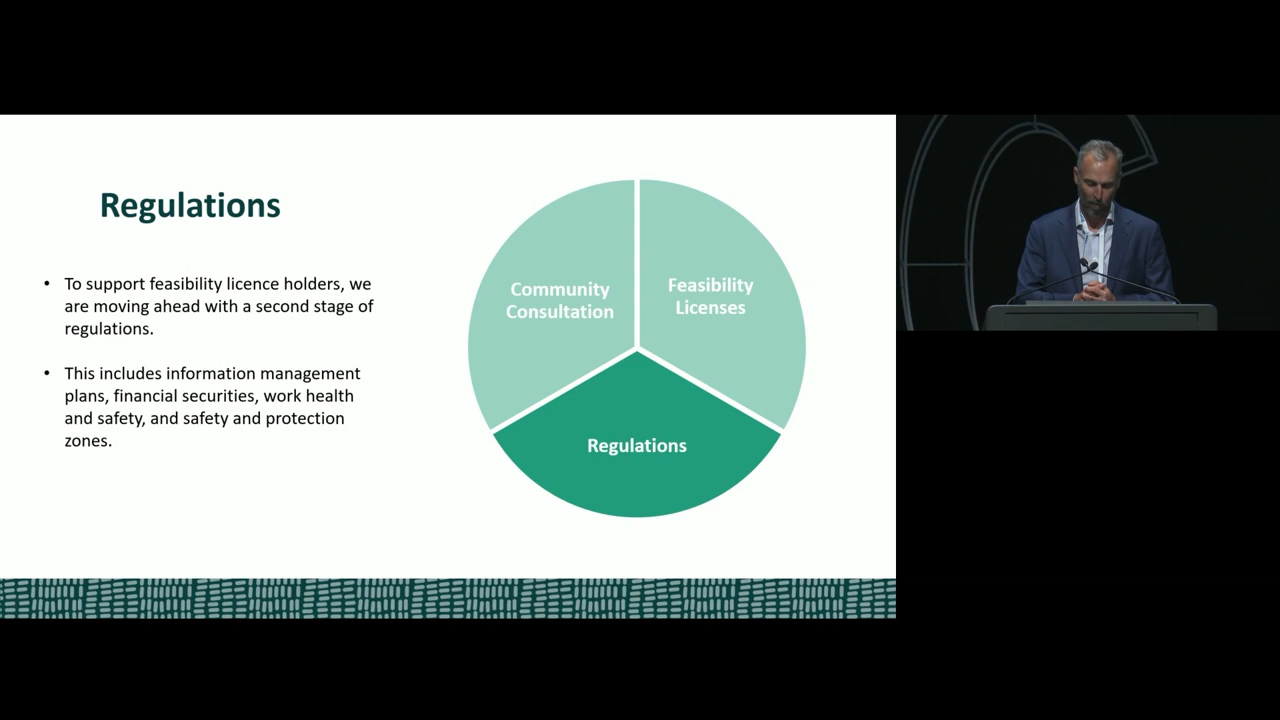 Regulations
• To support feasibility licence holders, we
are moving ahead with a second stage of
regulations.
• This includes information management
plans, financial securities, work health
and safety, and safety and protection
zones.
Community
Consultation
Feasibility
Licenses
Regulations